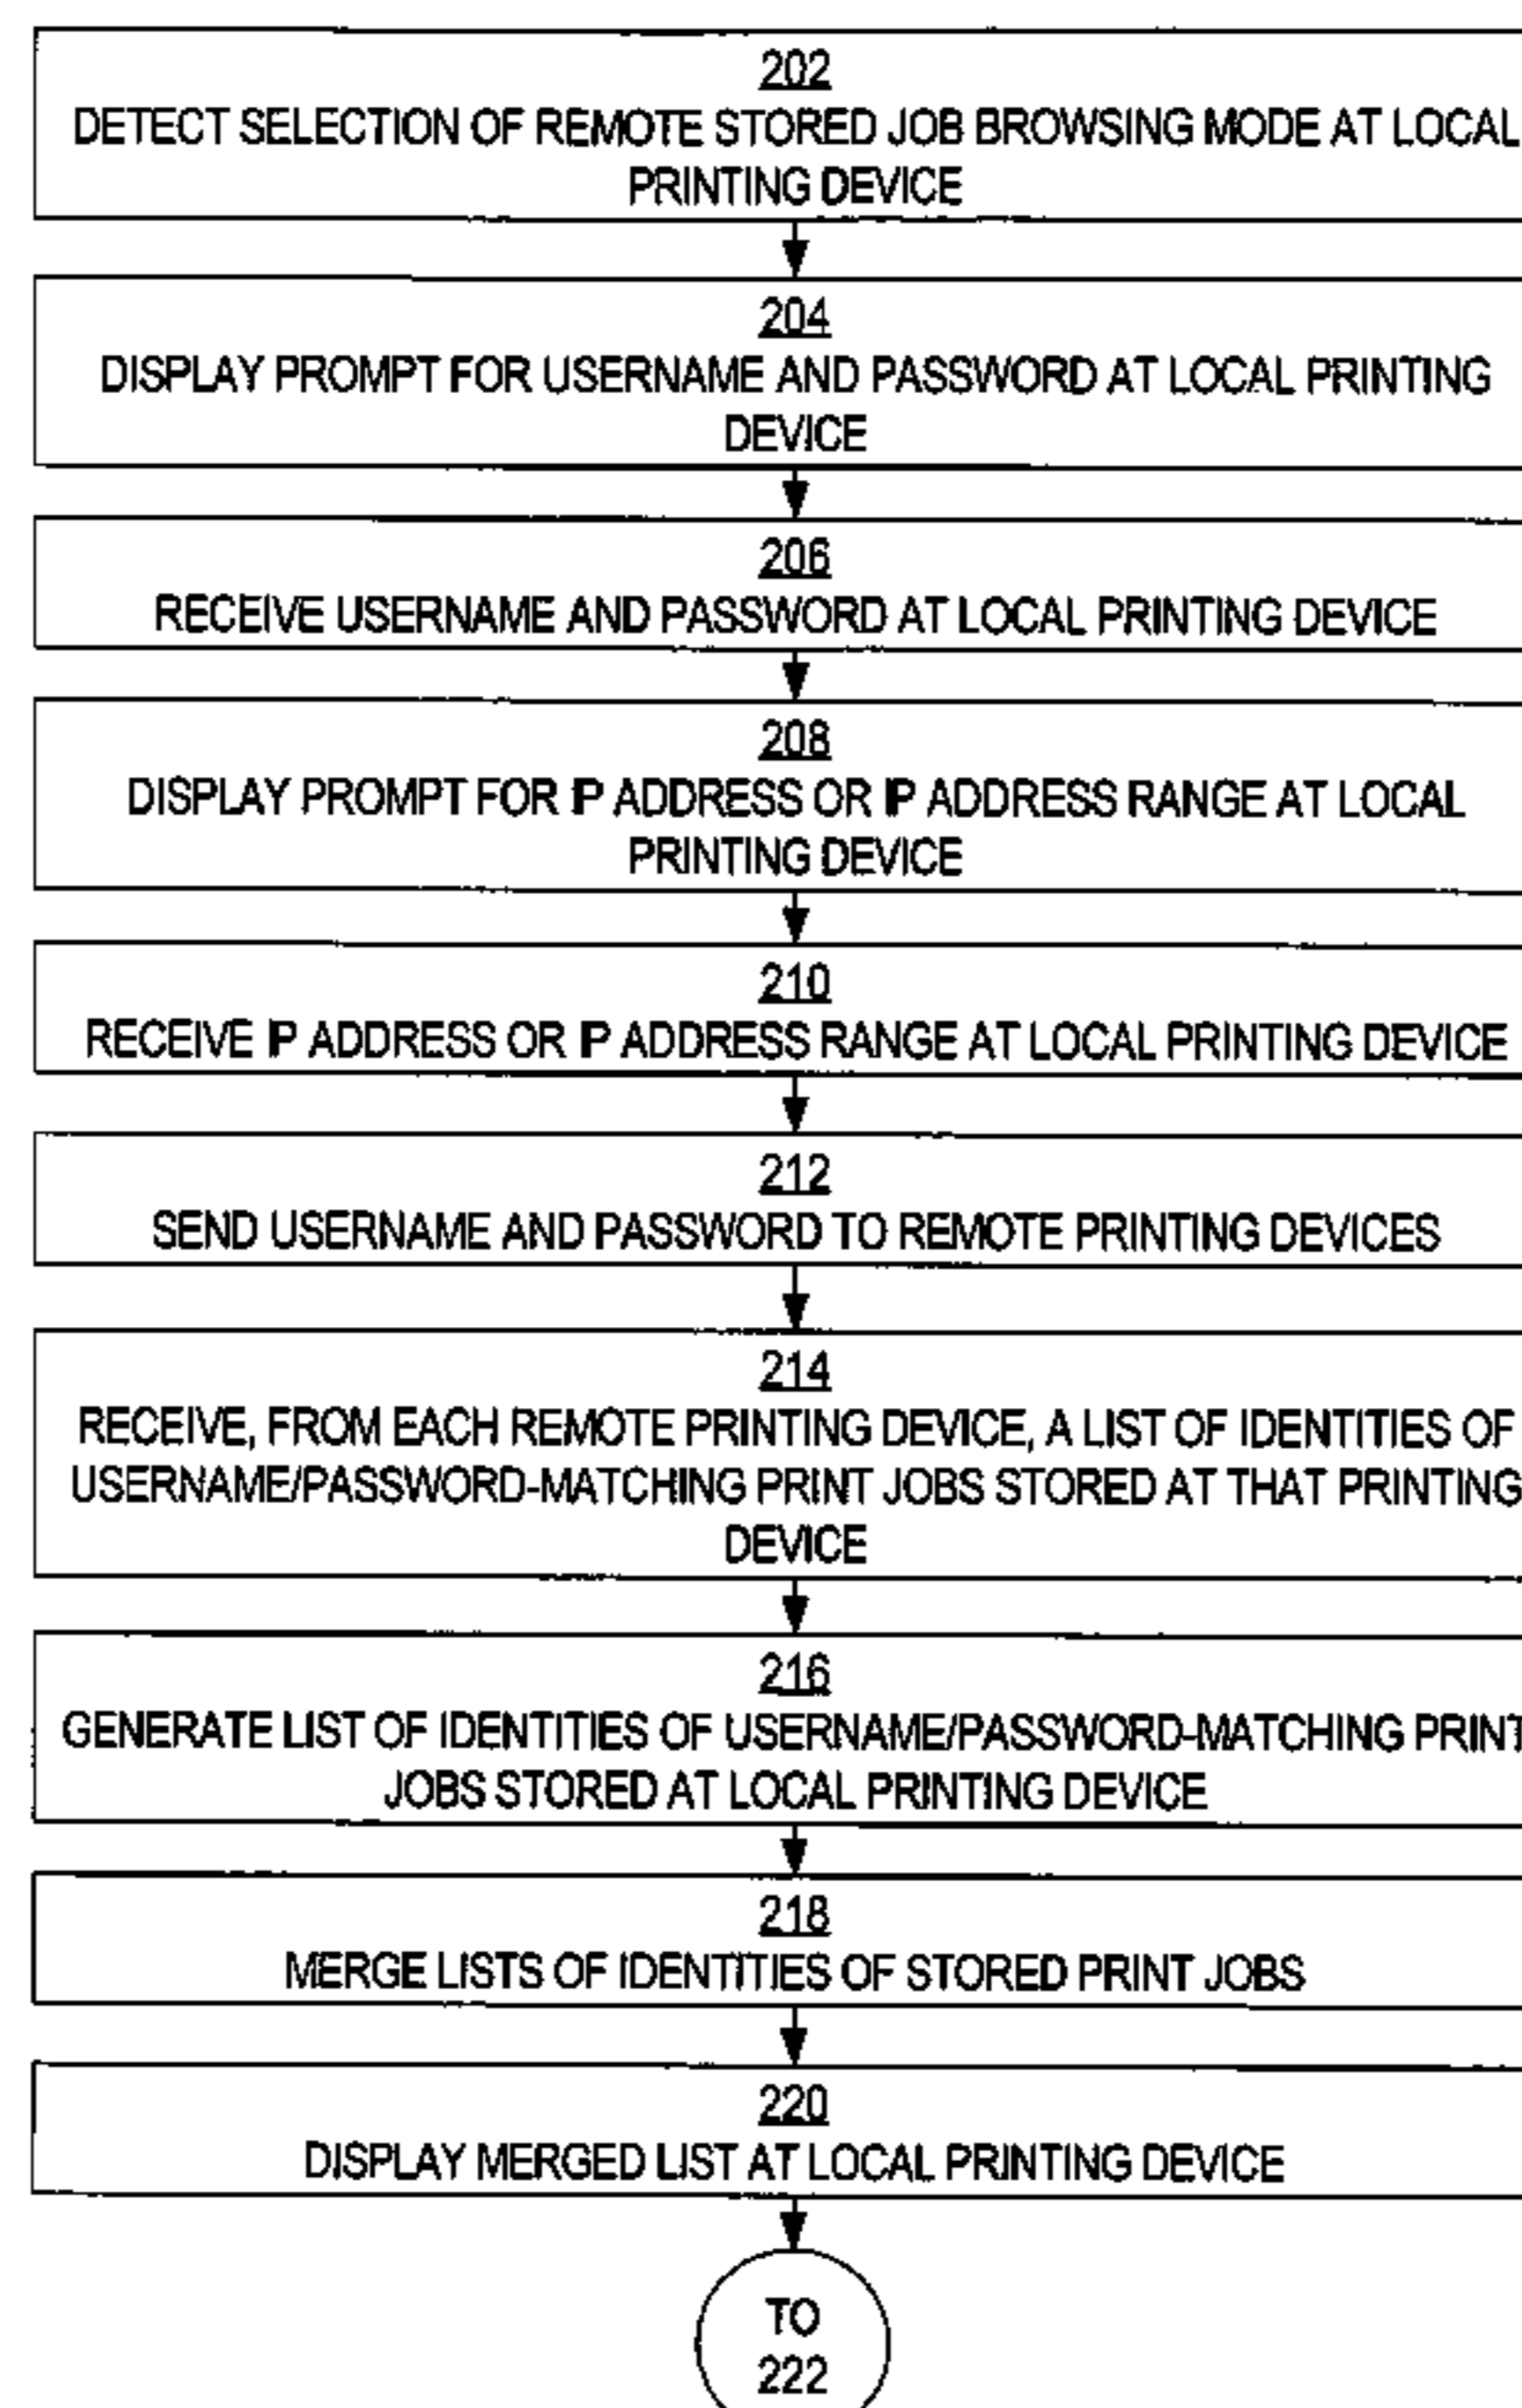 202
DETECT SELECTION OF REMOTE STORED JOB BROWSING MODE AT LOCAL
PRINTING DEVICE
204
DISPLAY PROMPT FOR USERNAME AND PASSWORD AT LOCAL PRINTING
DEVICE
206
RECEIVE USERNAME AND PASSWORD AT LOCAL PRINTING DEVICE
208
DISPLAY PROMPT FOR IP ADDRESS OR IP ADDRESS RANGE AT LOCAL
PRINTING DEVICE
210
RECEIVE IP ADDRESS OR IP ADDRESS RANGE AT LOCAL PRINTING DEVICE
212
SEND USERNAME AND PASSWORD TO REMOTE PRINTING DEVICES
214
RECEIVE, FROM EACH REMOTE PRINTING DEVICE, A LIST OF IDENTITIES OF
USERNAME/PASSWORD-MATCHING PRINT JOBS STORED AT THAT PRINTING
DEVICE
216
GENERATE LIST OF IDENTITIES OF USERNAME/PASSWORD-MATCHING PRINT
JOBS STORED AT LOCAL PRINTING DEVICE
218
MERGE LISTS OF IDENTITIES OF STORED PRINT JOBS
220
DISPLAY MERGED LIST AT LOCAL PRINTING DEVICE
TO
222